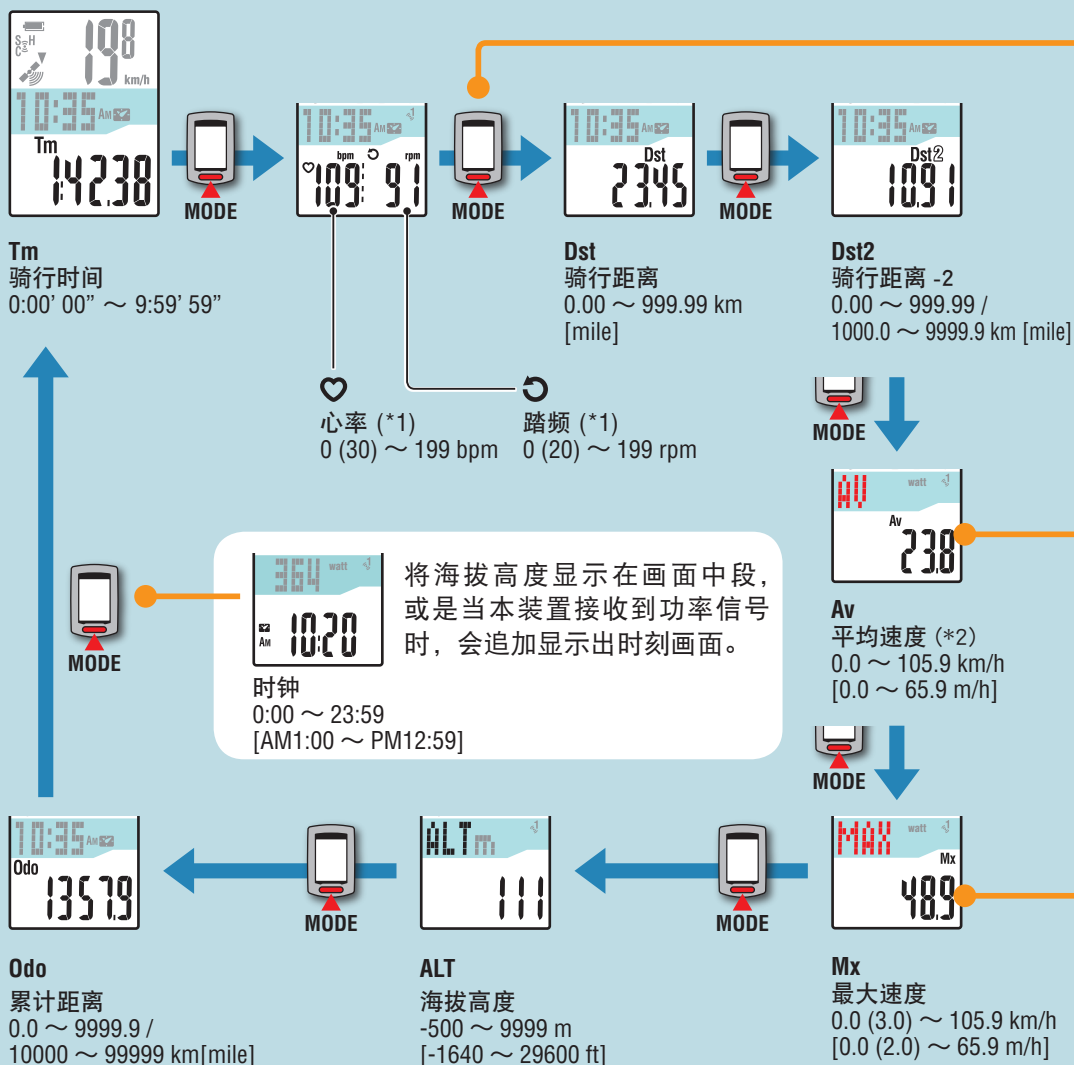 S H
C
198
km/h
10:35 AM
Tm
1:42.38
MODE
10:35 AM
bpm
rpm
109
91
MODE
10:35 AM
Dst
23.45
MODE
10:35 AM
Dst2
10.91
Tm
骑行时间
0:00' 00” ～ 9:59' 59”
Dst
骑行距离
0.00 ～ 999.99 km
[mile]
Dst2
骑行距离 -2
0.00 ～ 999.99 /
1000.0 ～ 9999.9 km [mile]
心率 (*1)
0 (30) ～ 199 bpm
踏频 (*1)
0 (20) ～ 199 rpm
MODE
AV
watt
Av
23.8
Av
平均速度 (*2)
0.0 ～ 105.9 km/h
[0.0 ～ 65.9 m/h]
MODE
364 watt
AM 10:20
将海拔高度显示在画面中段，
或是当本装置接收到功率信号
时，会追加显示出时刻画面。
时钟
0:00 ～ 23:59
[AM1:00 ～ PM12:59]
MODE
MAX
watt
Mx
48.9
Mx
最大速度
0.0 (3.0) ～ 105.9 km/h
[0.0 (2.0) ～ 65.9 m/h]
MODE
ALT m
111
ALT
海拔高度
-500 ～ 9999 m
[-1640 ～ 29600 ft]
MODE
10:35 AM
Odo
1357.9
Odo
累计距离
0.0 ～ 9999.9 /
10000 ～ 99999 km[mile]